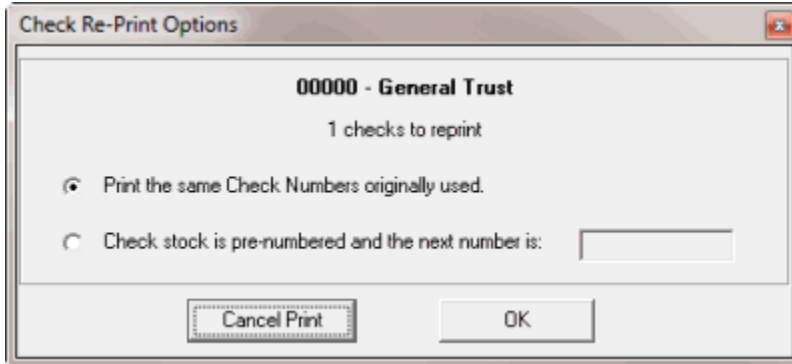 Check Re-Print Options
00000 - General Trust
1 checks to reprint
Print the same Check Numbers originally used.
Check stock is pre-numbered and the next number is:
Cancel Print OK